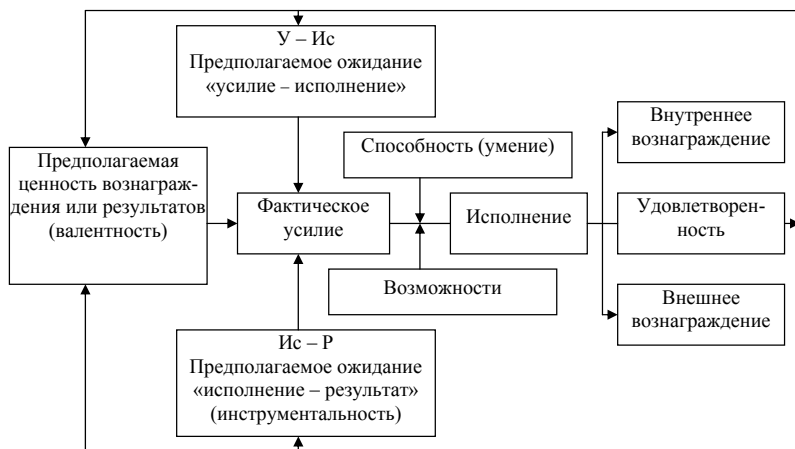 У – Ис
Предполагаемое ожидание
«усилие – исполнение»
Предполагаемая
ценность вознаграж-
дения или результатов
(валентность)
Фактическое
усилие
Способность (умение)
Возможности
Исполнение
Внутреннее
вознаграждение
Удовлетворен-
ность
Внешнее
вознаграждение
Ис – Р
Предполагаемое ожидание
«исполнение – результат»
(инструментальность)